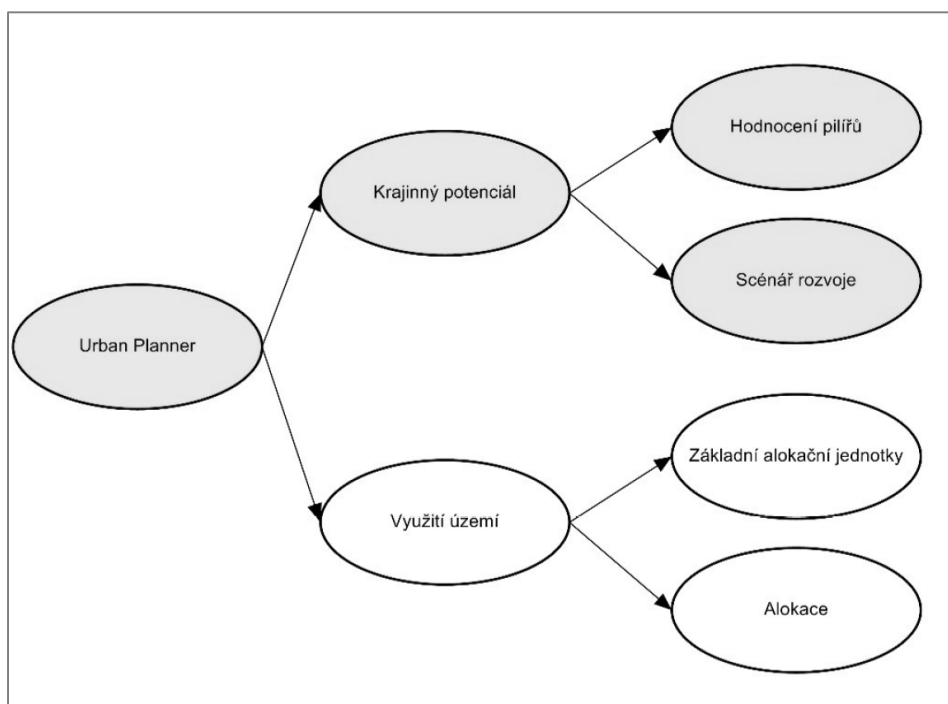 Hodnocení pilířů
Krajinný potenciál
Scénář rozvoje
Urban Planner
Základní alokační jednotky
Využití území
Alokace